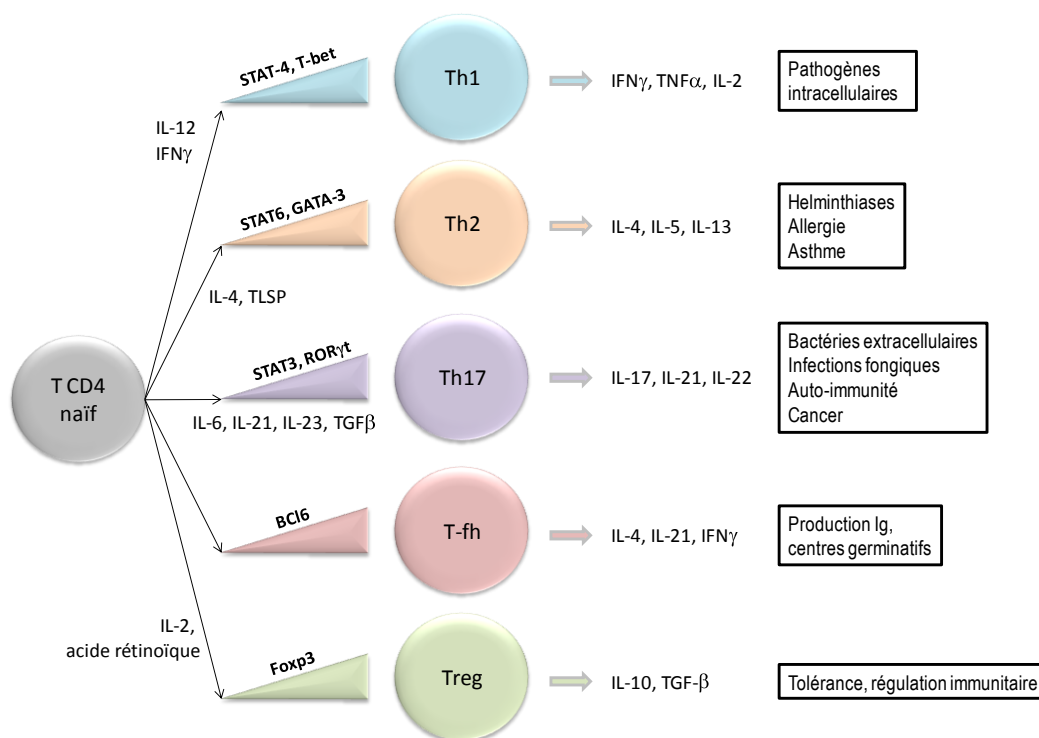 STAT-4, T-bet
Th1
IFNγ, TNFα, IL-2
Pathogènes
intracellulaires
IL-12
IFNγ
STAT6, GATA-3
Th2
IL-4, IL-5, IL-13
Helminthiases
Allergie
Asthme
IL-4, TLSP
T CD4
naïf
STAT3, RORγt
Th17
IL-17, IL-21, IL-22
Bactéries extracellulaires
Infections fongiques
Auto-immunité
Cancer
IL-6, IL-21, IL-23, TGFβ
BCl6
T-fh
IL-4, IL-21, IFNγ
Production Ig,
centres germinatifs
IL-2,
acide rétinoïque
Foxp3
Treg
IL-10, TGF-β
Tolérance, régulation immunitaire